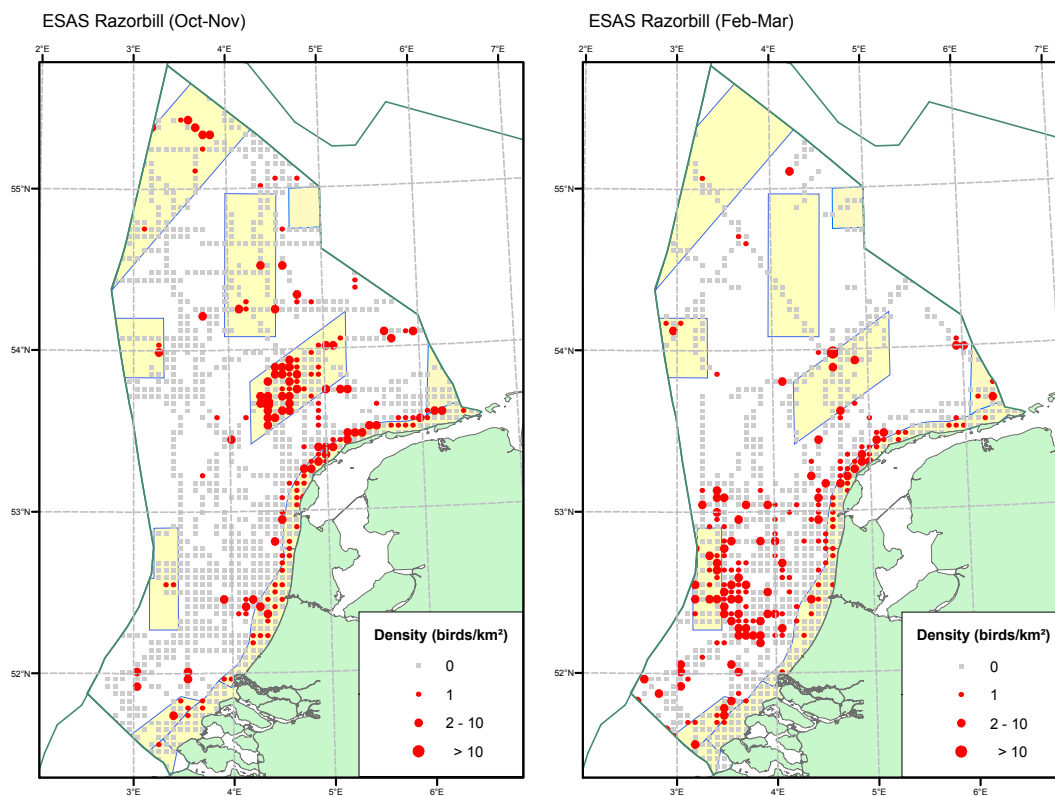 ESAS Razorbill (Oct-Nov)
2°E 3°E 4°E 5°E 6°E 7°E
55°N
54°N
53°N
52°N
Density (birds/km²)
0
1
2 - 10
> 10
3°E 4°E 5°E 6°E
ESAS Razorbill (Feb-Mar)
2°E 3°E 4°E 5°E 6°E
55°N
54°N
53°N
52°N
Density (birds/km²)
0
1
2 - 10
> 10
3°E 4°E 5°E 6°E